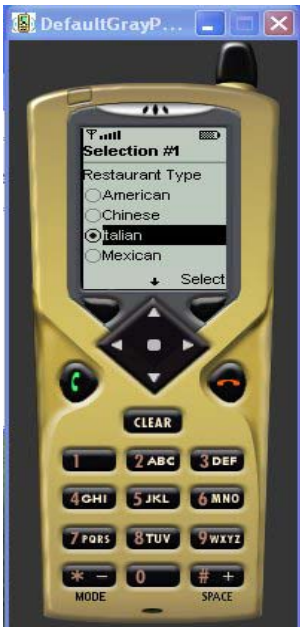 DefaultGrayP...
Selection #1
Restaurant Type
American
Chinese
Italian
Mexican
Select
CLEAR
1 2 ABC 3 DEF
4 GHI 5 JKL 6 MNO
7 PQRS 8 TUV 9 WXYZ
* - 0 # +
MODE SPACE